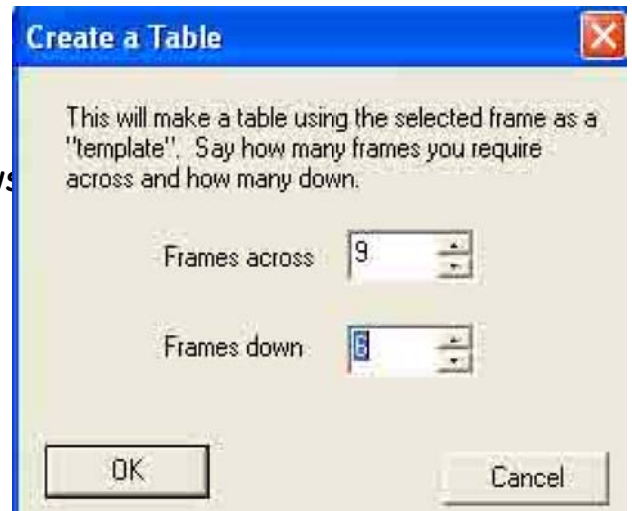 Create a Table
This will make a table using the selected frame as a
"template". Say how many frames you require
across and how many down.
Frames across 9
Frames down
OK
Cancel